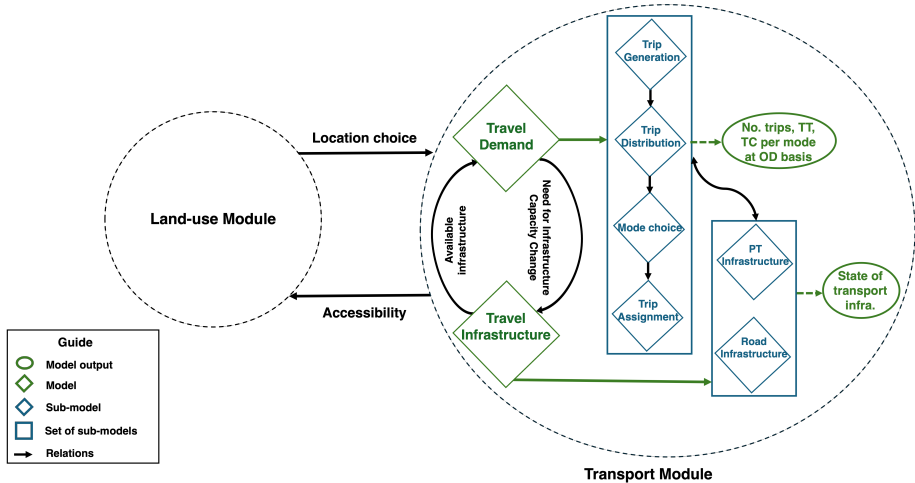 Land-use Module
Location choice
Accessibility
Travel
Demand
Available
infrastructure
Need for Infrastructure
Capacity Change
Travel
Infrastructure
Trip
Generation
Trip
Distribution
Mode choice
Trip
Assignment
No. trips, TT,
TC per mode
at OD basis
PT
Infrastructure
Road
Infrastructure
State of
transport
infra.
Transport Module
Guide
Model output
Model
Sub-model
Set of sub-models
Relations